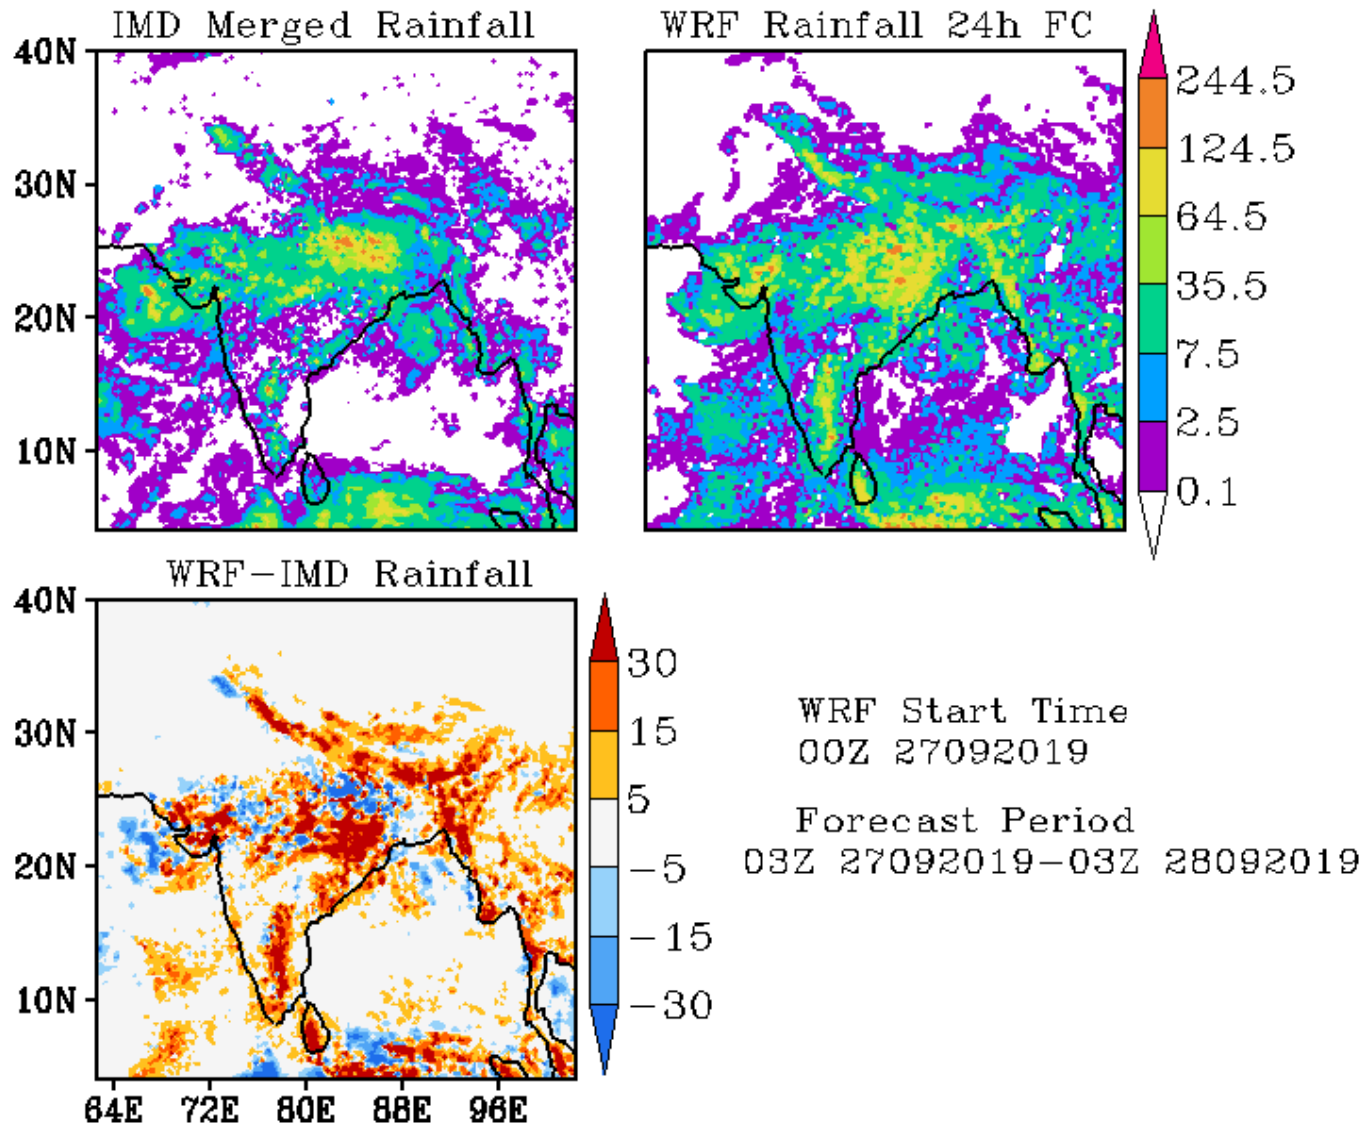 IMD Merged Rainfall
WRF Rainfall 24h FC
40N
30N
20N
10N
244.5
124.5
64.5
35.5
7.5
2.5
0.1
WRF-IMD Rainfall
40N
30N
20N
10N
64E 72E 80E 88E 96E
30
15
5
-5
-15
-30
WRF Start Time
00Z 27092019
Forecast Period
03Z 27092019-03Z 28092019